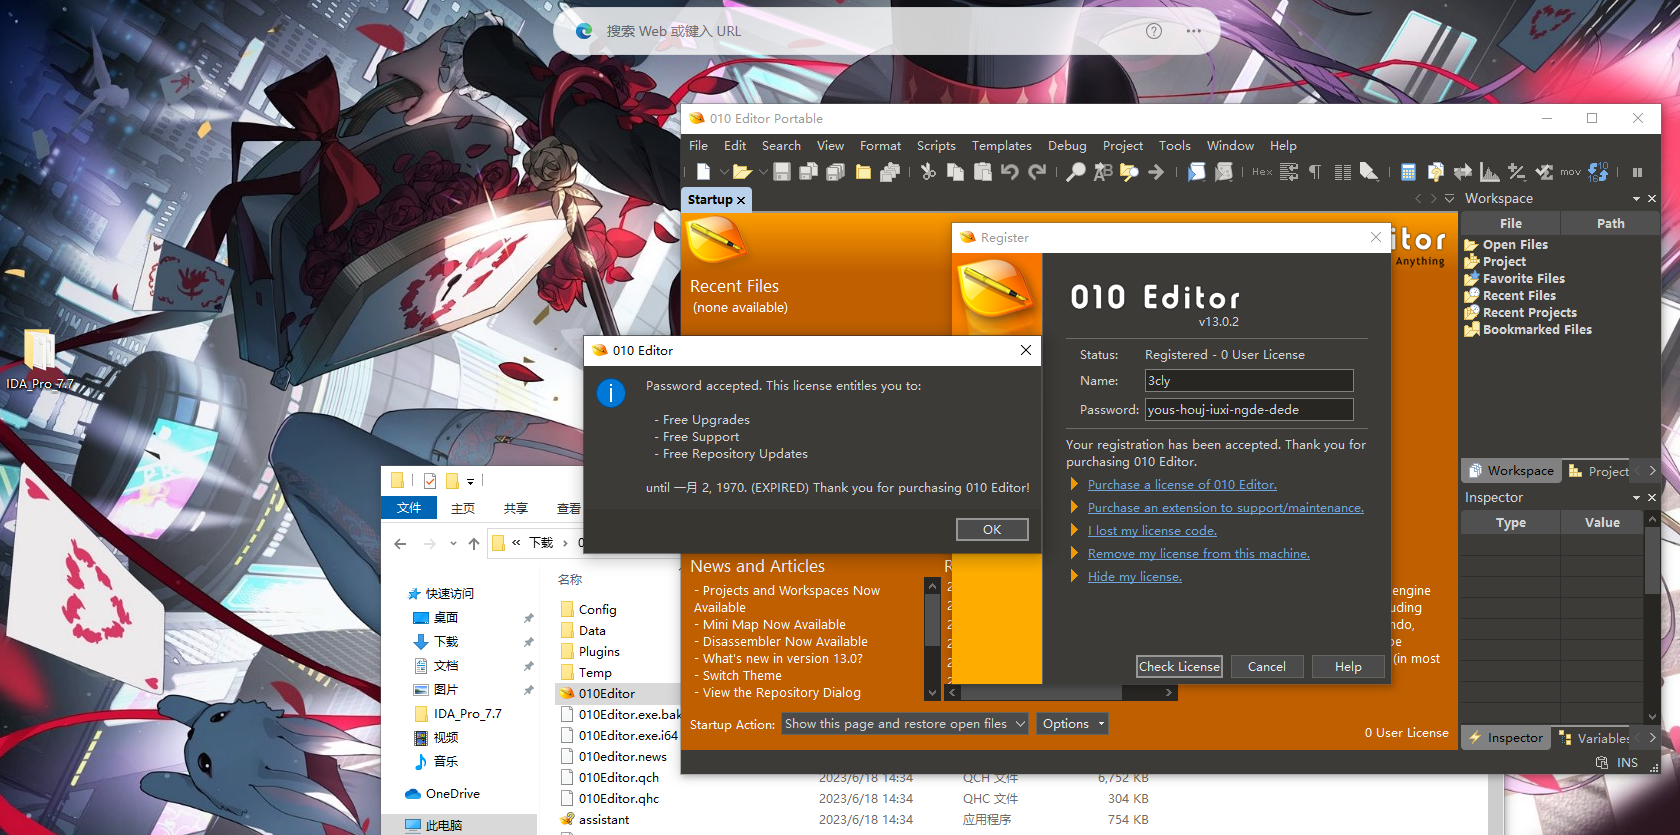 搜索 Web 或键入 URL
IDA_Pro_7.7
010 Editor Portable
File Edit Search View Format Scripts Templates Debug Project Tools Window Help
Hex
mov
Startup
Workspace
File Path
Open Files
Project
Favorite Files
Recent Files
Recent Projects
Bookmarked Files
Workspace Project
Inspector
Type Value
Inspector Variables
INS
Recent Files
(none available)
itor
Anything
Register
010 Editor
v13.0.2
Status: Registered - 0 User License
Name: 3cly
Password: yous-houj-iuxi-ngde-dede
Your registration has been accepted. Thank you for
purchasing 010 Editor.
Purchase a license of 010 Editor.
Purchase an extension to support/maintenance.
I lost my license code.
Remove my license from this machine.
Hide my license.
Check License Cancel Help
010 Editor
Password accepted. This license entitles you to:
- Free Upgrades
- Free Support
- Free Repository Updates
until 一月 2, 1970. (EXPIRED) Thank you for purchasing 010 Editor!
OK
News and Articles
- Projects and Workspaces Now
Available
- Mini Map Now Available
- Disassembler Now Available
- What's new in version 13.0?
- Switch Theme
- View the Repository Dialog
engine
uding
ndo,
(in most
Startup Action: Show this page and restore open files Options
0 User License
文件 主页 共享 查看
« 下载 ›
名称
快速访问
桌面
下载
文档
图片
IDA_Pro_7.7
视频
音乐
OneDrive
此电脑
Config
Data
Plugins
Temp
010Editor
010Editor.exe.bak
010Editor.exe.i64
010editor.news
010Editor.qch 2023/6/18 14:34 QCH 文件 6,752 KB
010Editor.qhc 2023/6/18 14:34 QHC 文件 304 KB
assistant 2023/6/18 14:34 应用程序 754 KB